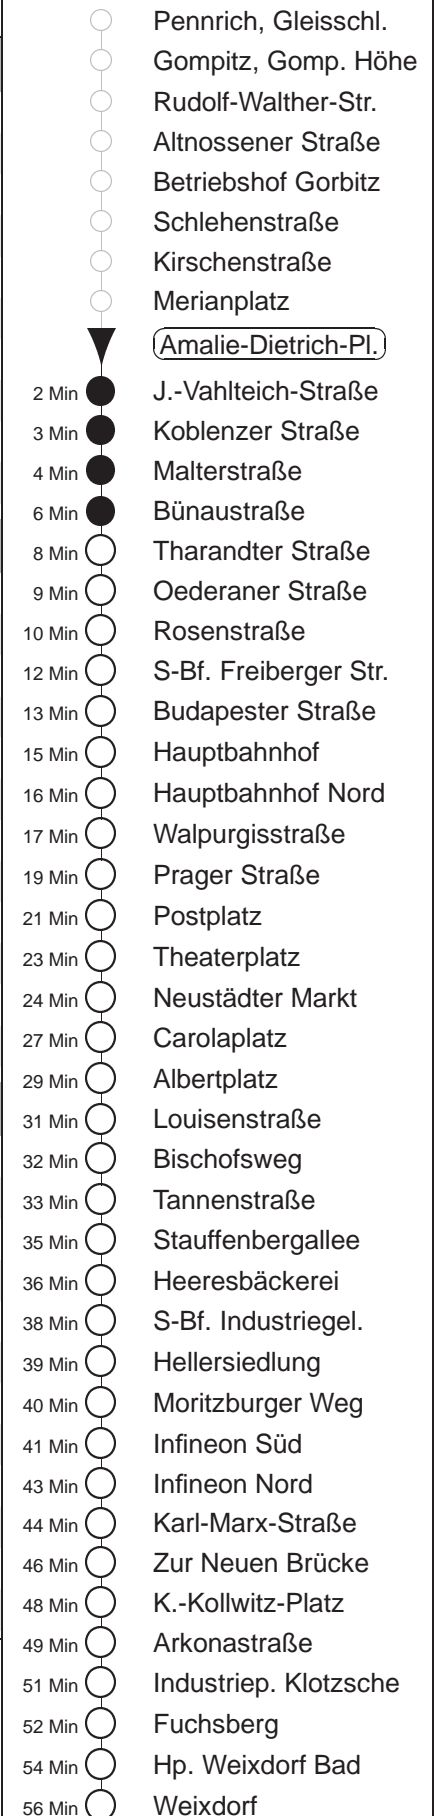 Pennrich, Gleisschl.
Gompitz, Gomp. Höhe
Rudolf-Walther-Str.
Altnossener Straße
Betriebshof Gorbitz
Schlehenstraße
Kirschenstraße
Merianplatz
Amalie-Dietrich-Pl.
2 Min J.-Vahlteich-Straße
3 Min Koblenzer Straße
4 Min Malterstraße
6 Min Bünaustraße
8 Min Tharandter Straße
9 Min Oederaner Straße
10 Min Rosenstraße
12 Min S-Bf. Freiberger Str.
13 Min Budapester Straße
15 Min Hauptbahnhof
16 Min Hauptbahnhof Nord
17 Min Walpurgisstraße
19 Min Prager Straße
21 Min Postplatz
23 Min Theaterplatz
24 Min Neustädter Markt
27 Min Carolaplatz
29 Min Albertplatz
31 Min Louisenstraße
32 Min Bischofsweg
33 Min Tannenstraße
35 Min Stauffenbergallee
36 Min Heeresbäckerei
38 Min S-Bf. Industriegel.
39 Min Hellersiedlung
40 Min Moritzburger Weg
41 Min Infineon Süd
43 Min Infineon Nord
44 Min Karl-Marx-Straße
46 Min Zur Neuen Brücke
48 Min K.-Kollwitz-Platz
49 Min Arkonastraße
51 Min Industriep. Klotzsche
52 Min Fuchsberg
54 Min Hp. Weixdorf Bad
56 Min Weixdorf